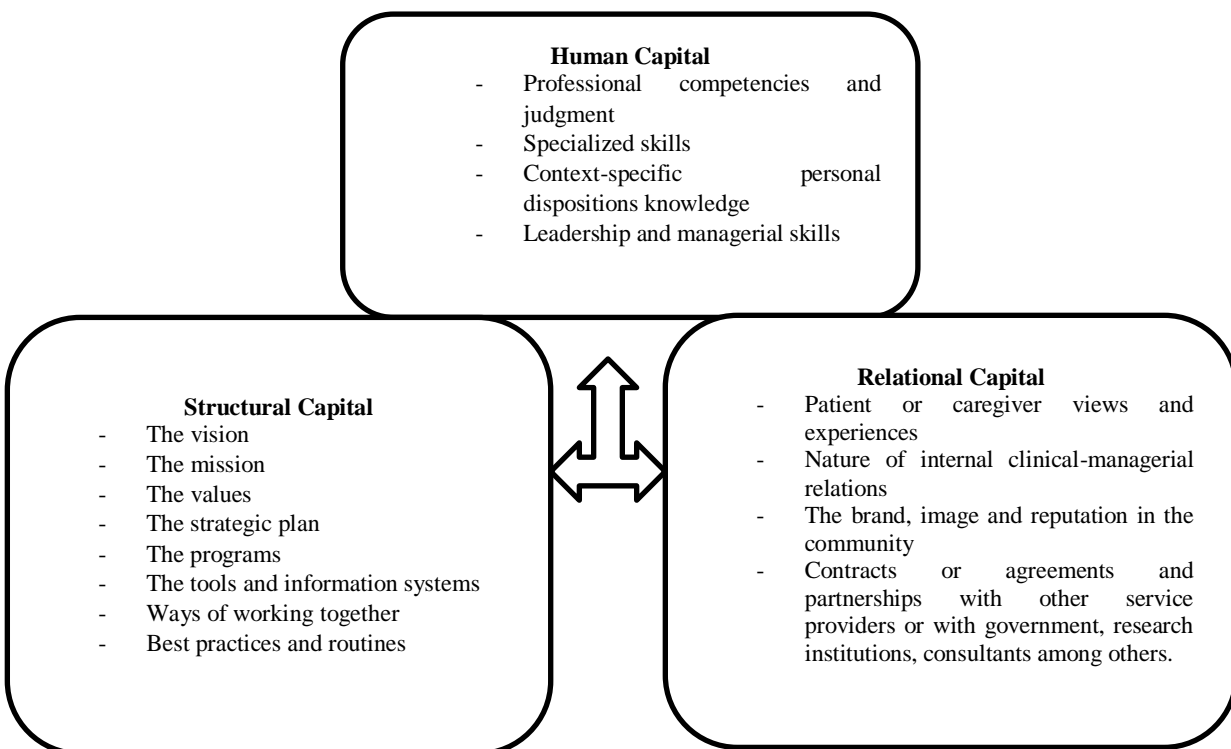 Human Capital
- Professional competencies and
judgment
- Specialized skills
- Context-specific personal
dispositions knowledge
- Leadership and managerial skills
Structural Capital
- The vision
- The mission
- The values
- The strategic plan
- The programs
- The tools and information systems
- Ways of working together
- Best practices and routines
Relational Capital
- Patient or caregiver views and
experiences
- Nature of internal clinical-managerial
relations
- The brand, image and reputation in the
community
- Contracts or agreements and
partnerships with other service
providers or with government, research
institutions, consultants among others.